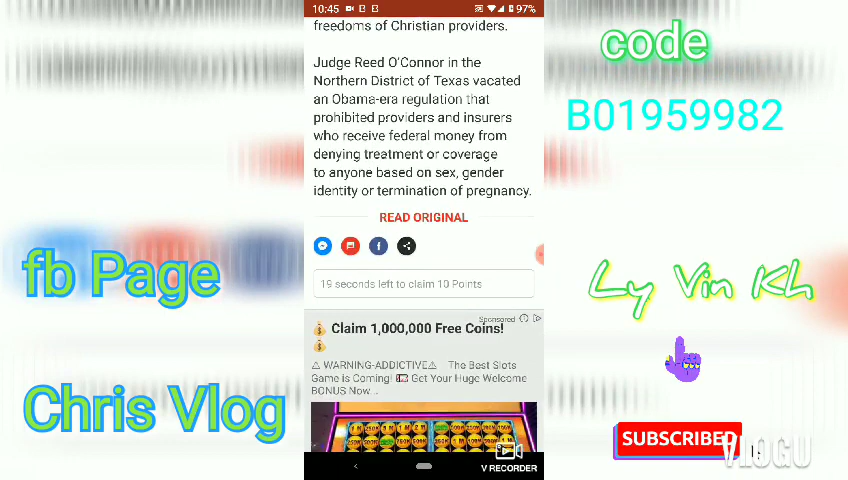 10:45
97%
code
freedoms of Christian providers.
Judge Reed O'Connor in the
Northern District of Texas vacated
an Obama-era regulation that
prohibited providers and insurers
who receive federal money from
denying treatment or coverage
to anyone based on sex, gender
identity or termination of pregnancy.
B01959982
READ ORIGINAL
fb Page
19 seconds left to claim 10 Points
Ly Vin Kh
Sponsored
Claim 1,000,000 Free Coins!
WARNING-ADDICTIVE The Best Slots
Game is Coming! Get Your Huge Welcome
BONUS Now...
Chris Vlog
SUBSCRIBED
VLOGU
V RECORDER